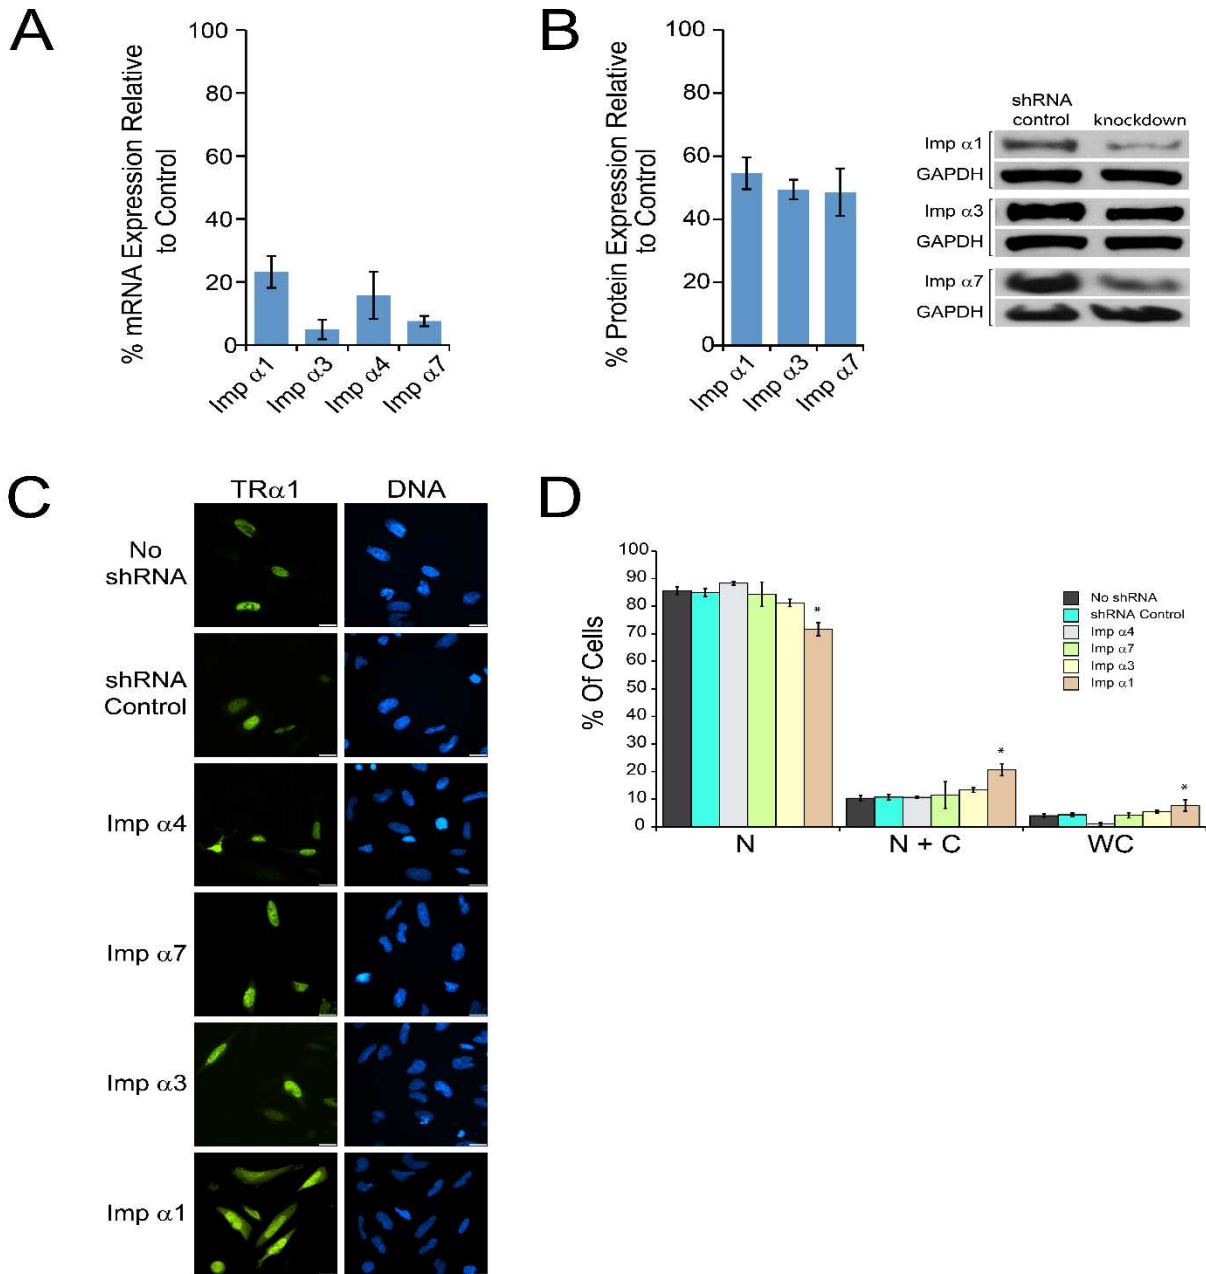 A
% mRNA Expression Relative
to Control
100
80
60
40
20
0
Imp α1
Imp α3
Imp α4
Imp α7
B
% Protein Expression Relative
to Control
100
80
60
40
20
0
Imp α1
Imp α3
Imp α7
shRNA
control
knockdown
Imp α1
GAPDH
Imp α3
GAPDH
Imp α7
GAPDH
C
TRα1
DNA
No
shRNA
shRNA
Control
Imp α4
Imp α7
Imp α3
Imp α1
D
% Of Cells
100
90
80
70
60
50
40
30
20
10
0
*
*
*
N
N + C
WC
No shRNA
shRNA Control
Imp α4
Imp α7
Imp α3
Imp α1